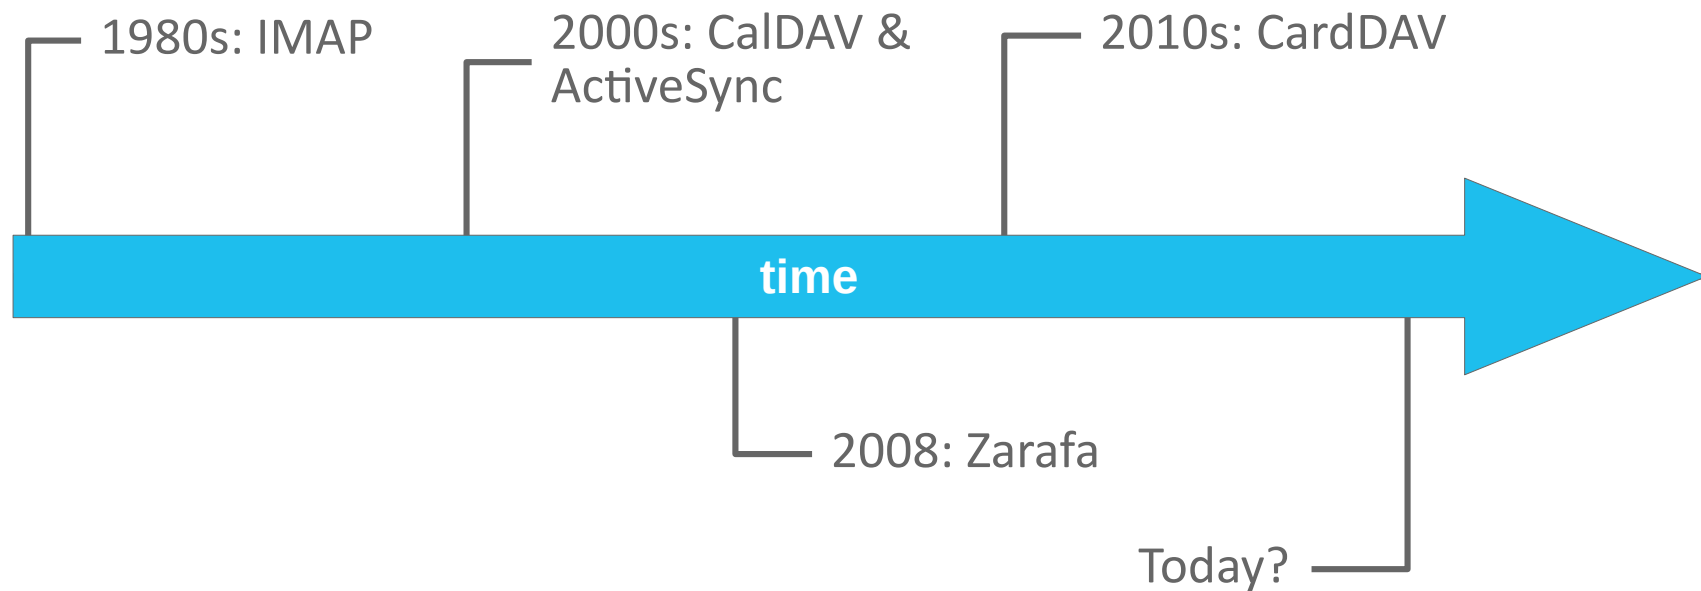 1980s: IMAP
2000s: CalDAV &
ActiveSync
2010s: CardDAV
time
2008: Zarafa
Today?